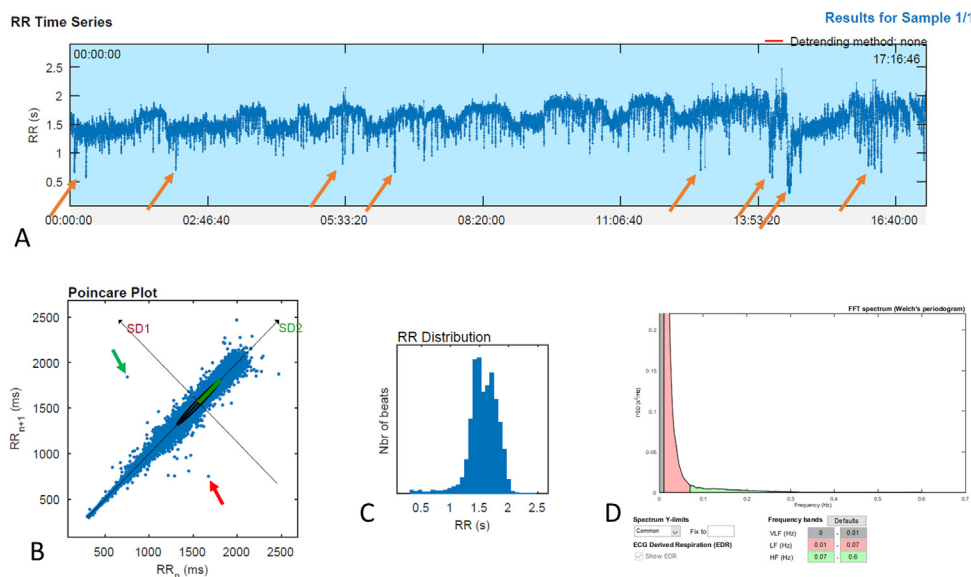 RR Time Series
Results for Sample 1/1
Detrending method: none
00:00:00
17:16:46
2.5
2
1.5
1
0.5
RR (s)
00:00:00 02:46:40 05:33:20 08:20:00 11:06:40 13:53:20 16:40:00
A
Poincare Plot
SD1
SD2
2500
2000
1500
1000
500
RRn+1 (ms)
500 1000 1500 2000 2500
RRn (ms)
B
RR Distribution
Nbr of beats
0.5 1 1.5 2 2.5
RR (s)
C
FFT spectrum (Welch's periodogram)
0.2
0.15
0.1
0.05
0
PSD (s²/Hz)
0 0.1 0.2 0.3 0.4 0.5 0.6 0.7
Frequency (Hz)
D
Spectrum Y-limits
Common
Fix to
ECG Derived Respiration (EDR)
Show EDR
Frequency bands Defaults
VLF (Hz) 0 - 0.01
LF (Hz) 0.01 - 0.07
HF (Hz) 0.07 - 0.6